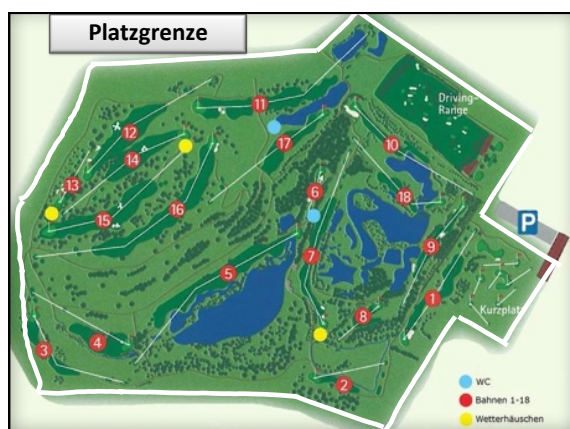 Platzgrenze
Driving-
Range
11
12
17
10
14
13
6
18
16
15
7
9
5
1
8
Kurzplatz
3
4
2
P
WC
Bahnen 1-18
Wetterhäuschen